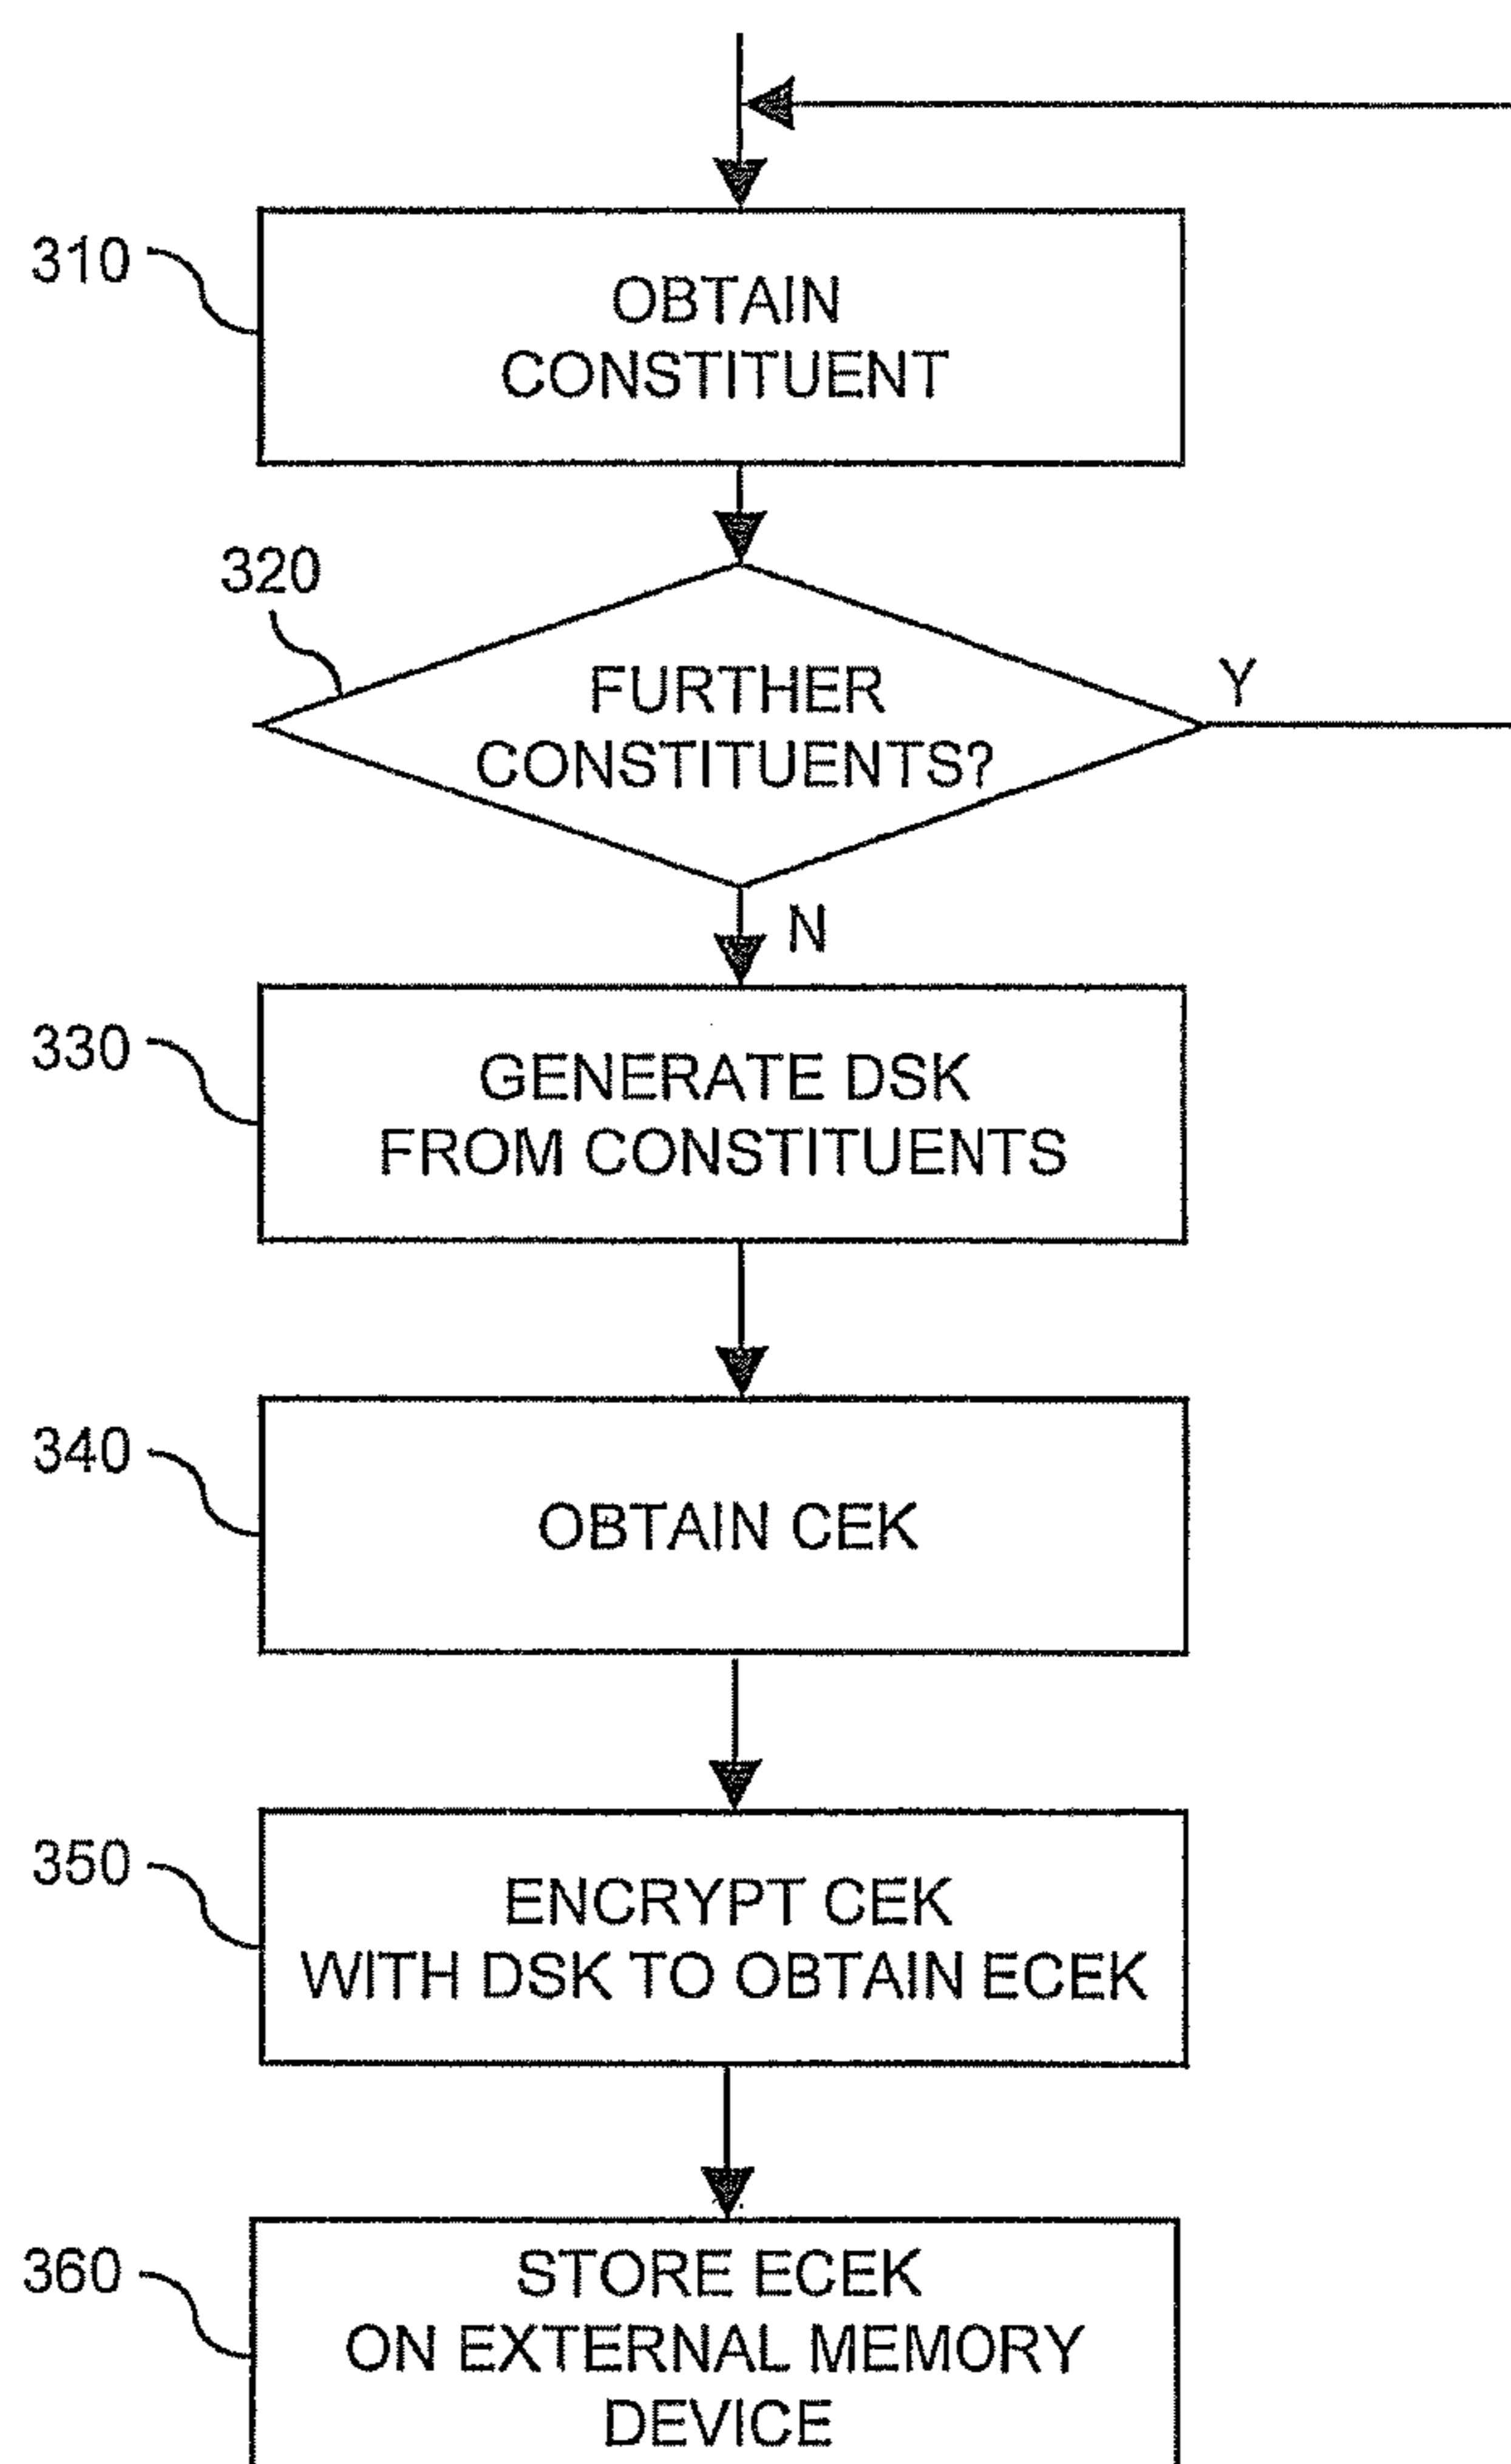 310
OBTAIN
CONSTITUENT
320
FURTHER
CONSTITUENTS?
Y
N
330
GENERATE DSK
FROM CONSTITUENTS
340
OBTAIN CEK
350
ENCRYPT CEK
WITH DSK TO OBTAIN ECEK
360
STORE ECEK
ON EXTERNAL MEMORY
DEVICE